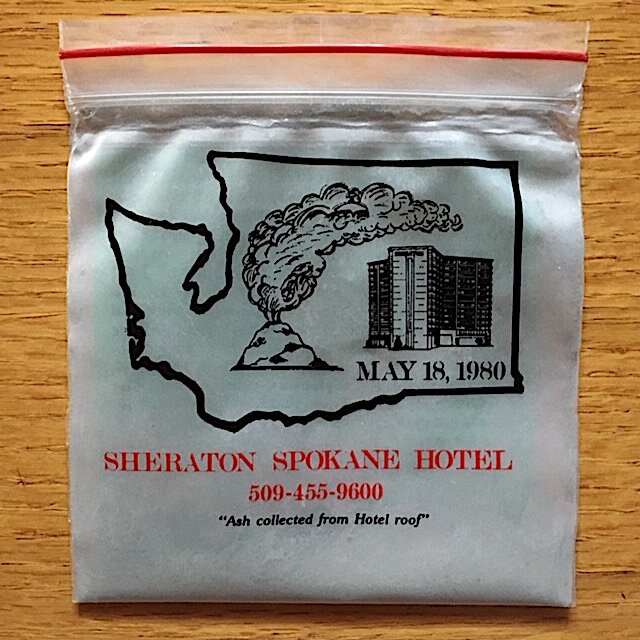 MAY 18, 1980
SHERATON SPOKANE HOTEL
509-455-9600
"Ash collected from Hotel roof"